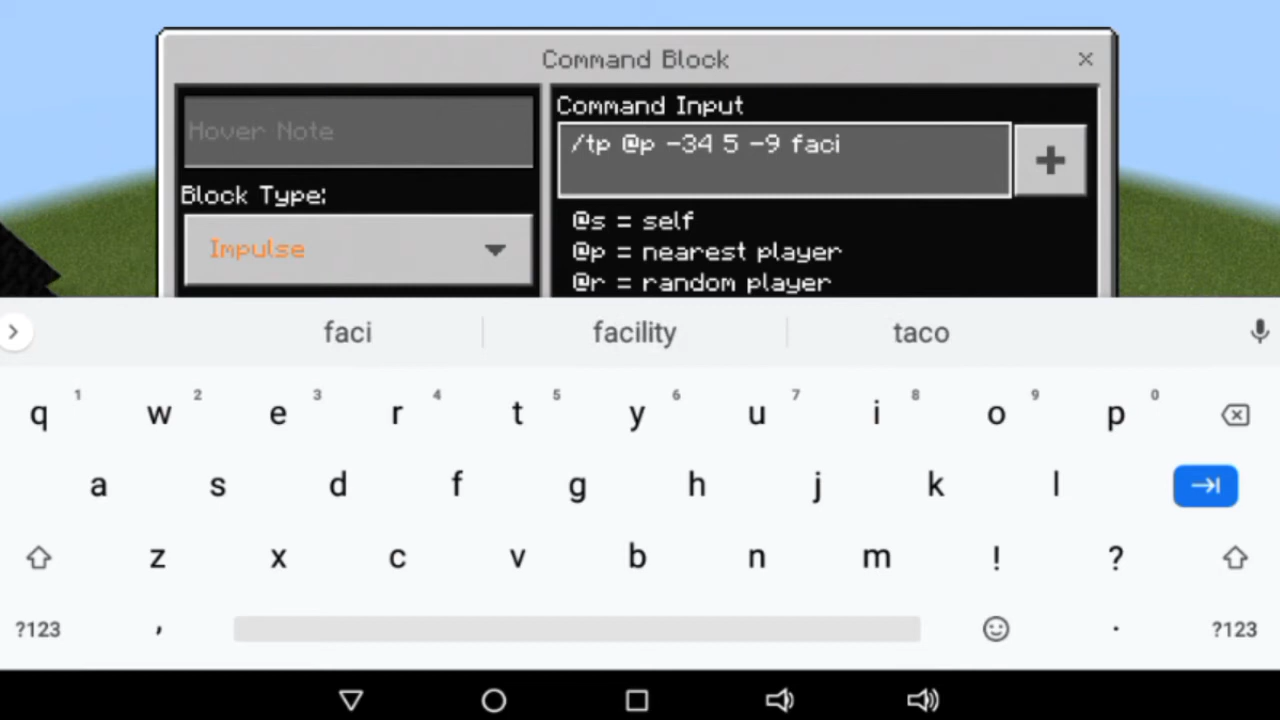 Command Block
Hover Note
Block Type:
Impulse
Command Input
/tp @p -34 5 -9 faci
@s = self
@p = nearest player
@r = random player
faci facility taco
1 2 3 4 5 6 7 8 9 0
q w e r t y u i o p
a s d f g h j k l
z x c v b n m ! ?
?123 , . ?123